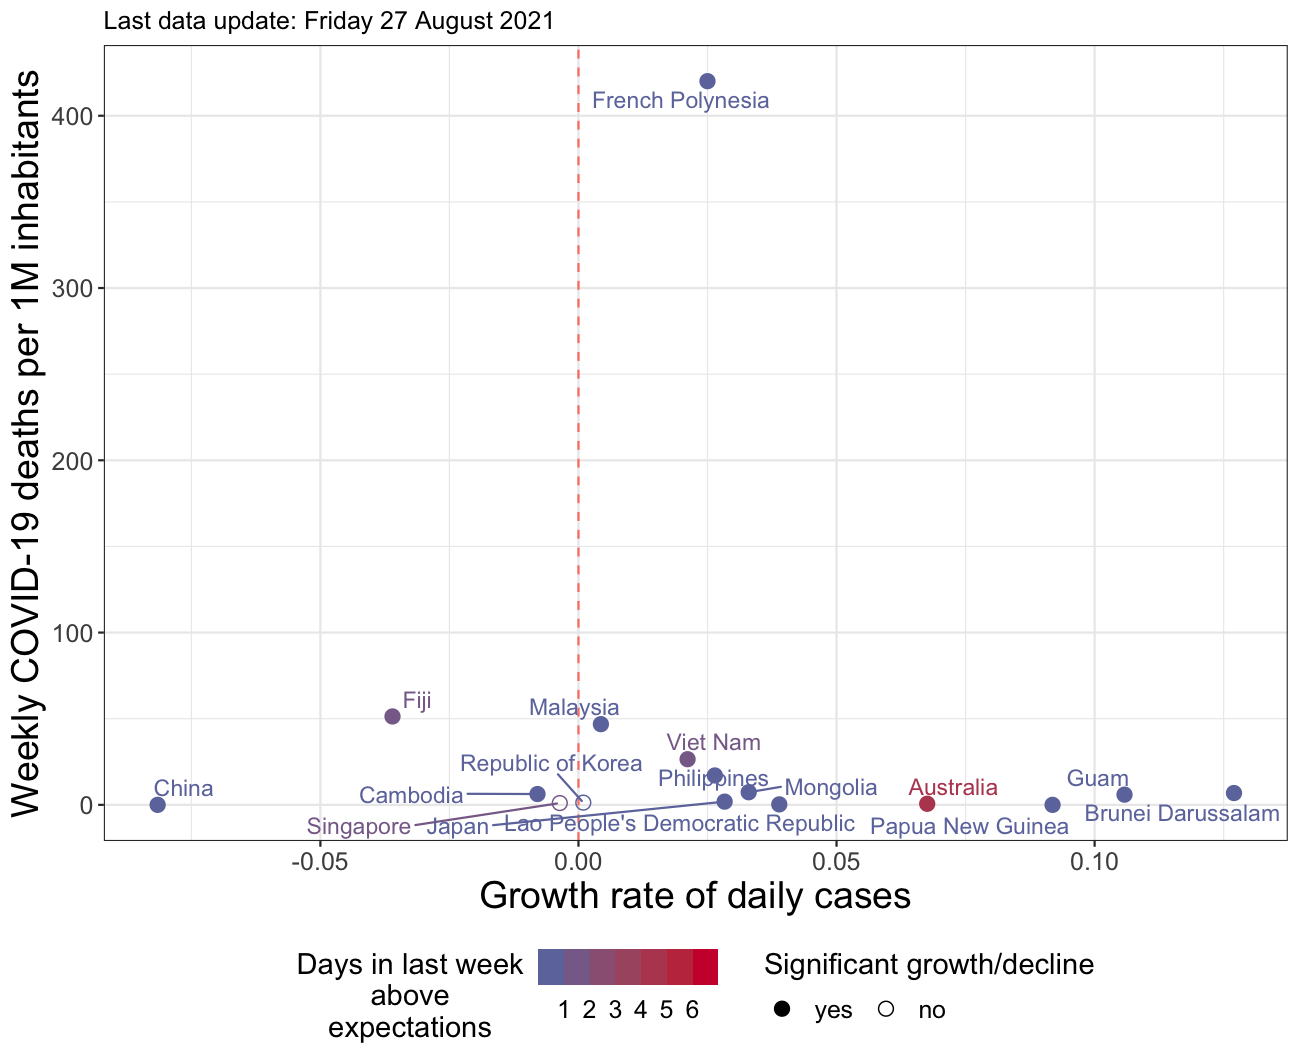 Last data update: Friday 27 August 2021
Weekly COVID-19 deaths per 1M inhabitants
400
300
200
100
0
French Polynesia
Fiji
Malaysia
Viet Nam
Republic of Korea
Philippines
China
Cambodia
Mongolia
Australia
Guam
Brunei Darussalam
Singapore
Japan
Lao People's Democratic Republic
Papua New Guinea
-0.05
0.00
0.05
0.10
Growth rate of daily cases
Days in last week
above
expectations
1 2 3 4 5 6
Significant growth/decline
yes
no